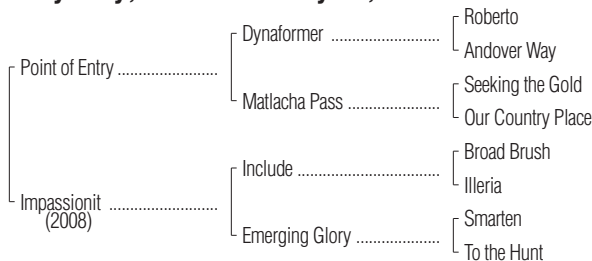 Roberto
Dynaformer
Andover Way
Point of Entry
Seeking the Gold
Matlacha Pass
Our Country Place
Broad Brush
Include
Illeria
Impassionit
(2008)
Smarten
Emerging Glory
To the Hunt